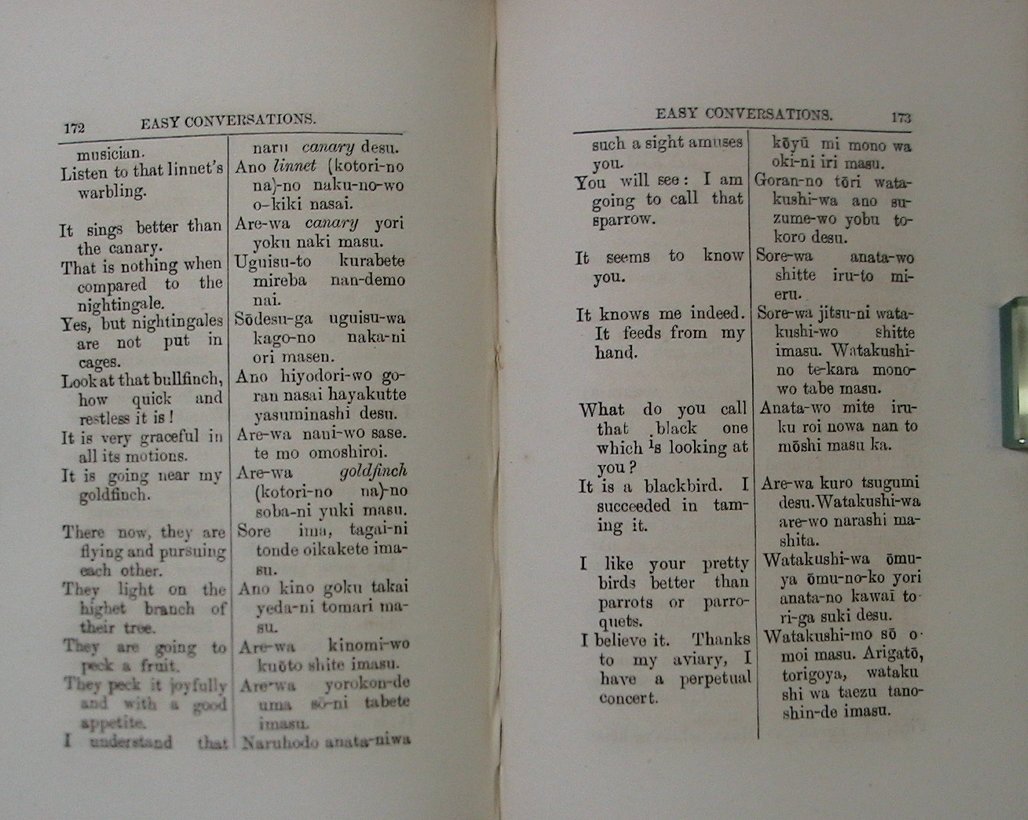 172
EASY CONVERSATIONS.
musician.
Listen to that linnet's
warbling.
It sings better than
the canary.
That is nothing when
compared to the
nightingale.
Yes, but nightingales
are not put in
cages.
Look at that bullfinch,
how quick and
restless it is!
It is very graceful in
all its motions.
It is going near my
goldfinch.
There now, they are
flying and pursuing
each other.
They light on the
highet branch of
their tree.
They are going to
peck a fruit.
They peck it joyfully
and with a good
appetite.
I understand that
naru canary desu.
Ano linnet (kotori-no
na)-no naku-no-wo
o-kiki nasai.
Are-wa canary yori
yoku naki masu.
Uguisu-to kurabete
mireba nan-demo
nai.
Sōdesu-ga uguisu-wa
kago-no naka-ni
ori masen.
Ano hiyodori-wo go-
ran nasai hayakutte
yasuminashi desu.
Are-wa nani-wo sase.
te mo omoshiroi.
Are-wa goldfinch
(kotori-no na)-no
soba-ni yuki masu.
Sore ima, tagai-ni
tonde oikakete ima-
su.
Ano kino goku takai
yeda-ni tomari ma-
su.
Are-wa kinomi-wo
kuōto shite imasu.
Are-wa yorokon-de
uma sō-ni tabete
imasu.
Naruhodo anata-niwa
EASY CONVERSATIONS.
173
such a sight amuses
you.
You will see: I am
going to call that
sparrow.
It seems to know
you.
It knows me indeed.
It feeds from my
hand.
What do you call
that black one
which is looking at
you?
It is a blackbird. I
succeeded in tam-
ing it.
I like your pretty
birds better than
parrots or parro-
quets.
I believe it. Thanks
to my aviary, I
have a perpetual
concert.
kōyū mi mono wa
oki-ni iri masu.
Goran-no tōri wata-
kushi-wa ano su-
zume-wo yobu to-
koro desu.
Sore-wa anata-wo
shitte iru-to mi-
eru.
Sore-wa jitsu-ni wata-
kushi-wo shitte
imasu. Watakushi-
no te-kara mono-
wo tabe masu.
Anata-wo mite iru-
ku roi nowa nan to
mōshi masu ka.
Are-wa kuro tsugumi
desu. Watakushi-wa
are-wo narashi ma-
shita.
Watakushi-wa ōmu-
ya ōmu-no-ko yori
anata-no kawaī to-
ri-ga suki desu.
Watakushi-mo sō o-
moi masu. Arigatō,
torigoya, wataku
shi wa taezu tano-
shin-de imasu.